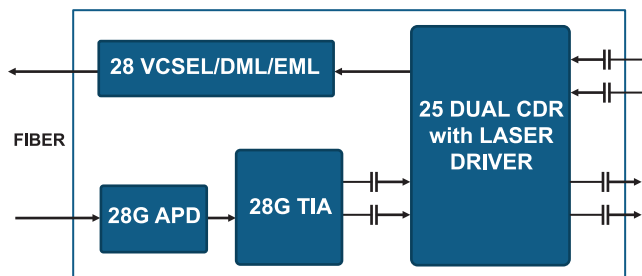 28 VCSEL/DML/EML
25 DUAL CDR
with LASER
DRIVER
FIBER
28G APD
28G TIA